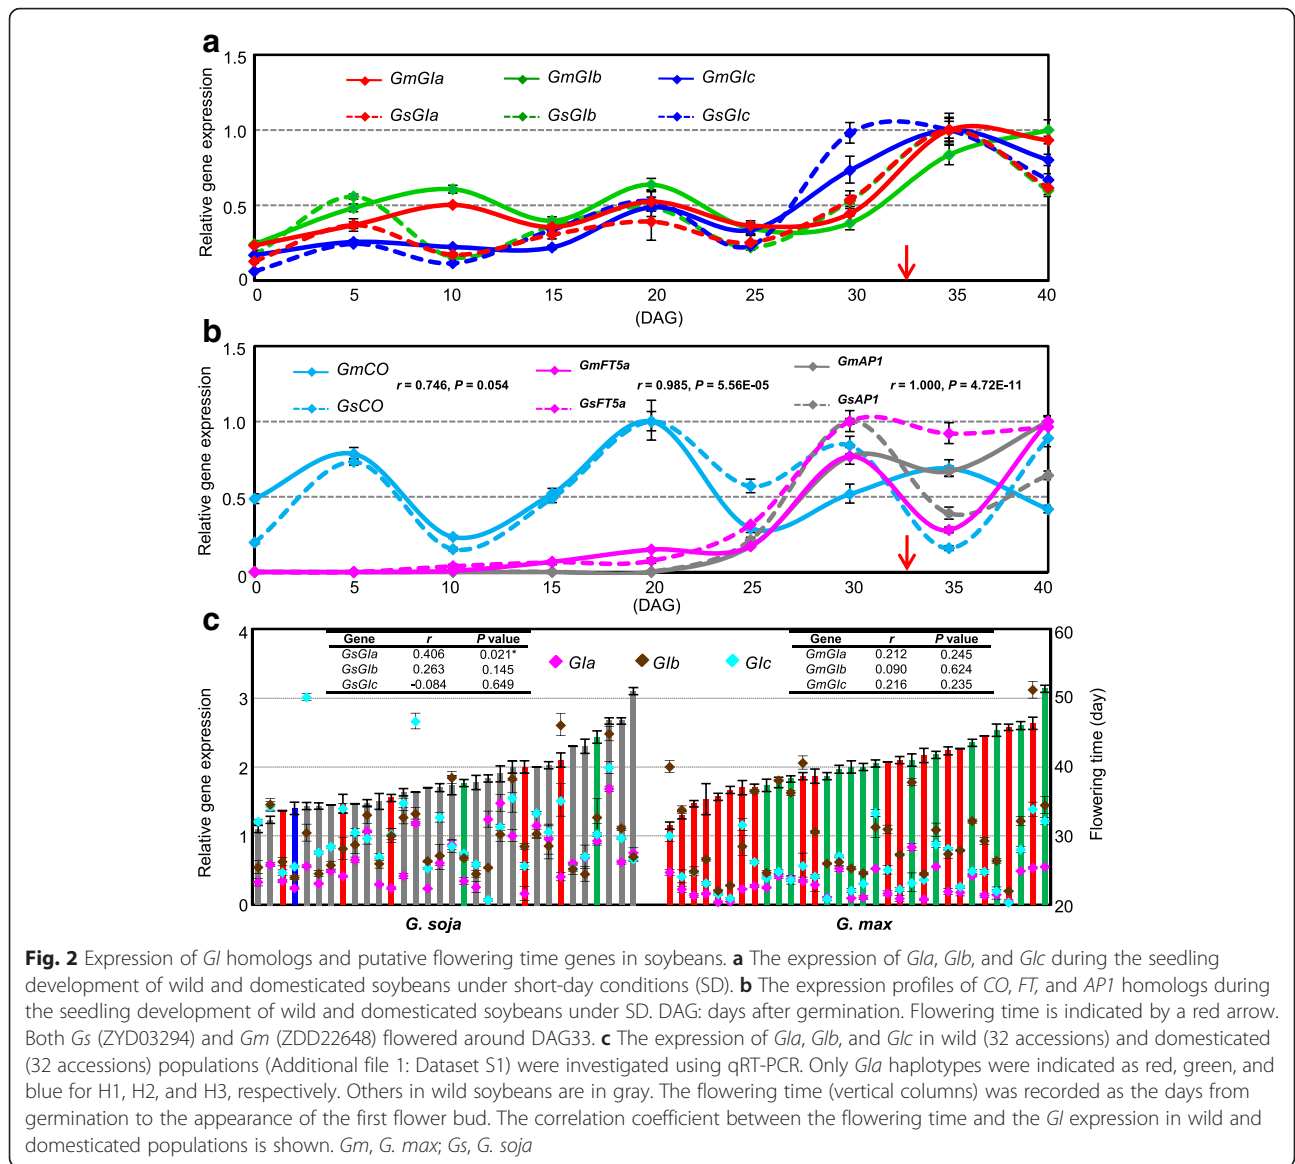 a
1.5
1.0
0.5
0
Relative gene expression
GmGIa GmGIb GmGIc
GsGIa GsGIb GsGIc
0 5 10 15 20 25 30 35 40
(DAG)
b
1.5
1.0
0.5
0
Relative gene expression
GmCO GmFT5a GmAP1
r = 0.746, P = 0.054 r = 0.985, P = 5.56E-05 r = 1.000, P = 4.72E-11
GsCO GsFT5a GsAP1
0 5 10 15 20 25 30 35 40
(DAG)
c
4
3
2
1
0
Relative gene expression
Gene r P value
GsGIa 0.406 0.021*
GsGIb 0.263 0.145
GsGIc -0.084 0.649
GIa GIb GIc
Gene r P value
GmGIa 0.212 0.245
GmGIb 0.090 0.624
GmGIc 0.216 0.235
60
50
40
30
20
Flowering time (day)
G. soja G. max
Fig. 2 Expression of GI homologs and putative flowering time genes in soybeans. a The expression of GIa, GIb, and GIc during the seedling
development of wild and domesticated soybeans under short-day conditions (SD). b The expression profiles of CO, FT, and AP1 homologs during
the seedling development of wild and domesticated soybeans under SD. DAG: days after germination. Flowering time is indicated by a red arrow.
Both Gs (ZYD03294) and Gm (ZDD22648) flowered around DAG33. c The expression of GIa, GIb, and GIc in wild (32 accessions) and domesticated
(32 accessions) populations (Additional file 1: Dataset S1) were investigated using qRT-PCR. Only GIa haplotypes were indicated as red, green, and
blue for H1, H2, and H3, respectively. Others in wild soybeans are in gray. The flowering time (vertical columns) was recorded as the days from
germination to the appearance of the first flower bud. The correlation coefficient between the flowering time and the GI expression in wild and
domesticated populations is shown. Gm, G. max; Gs, G. soja